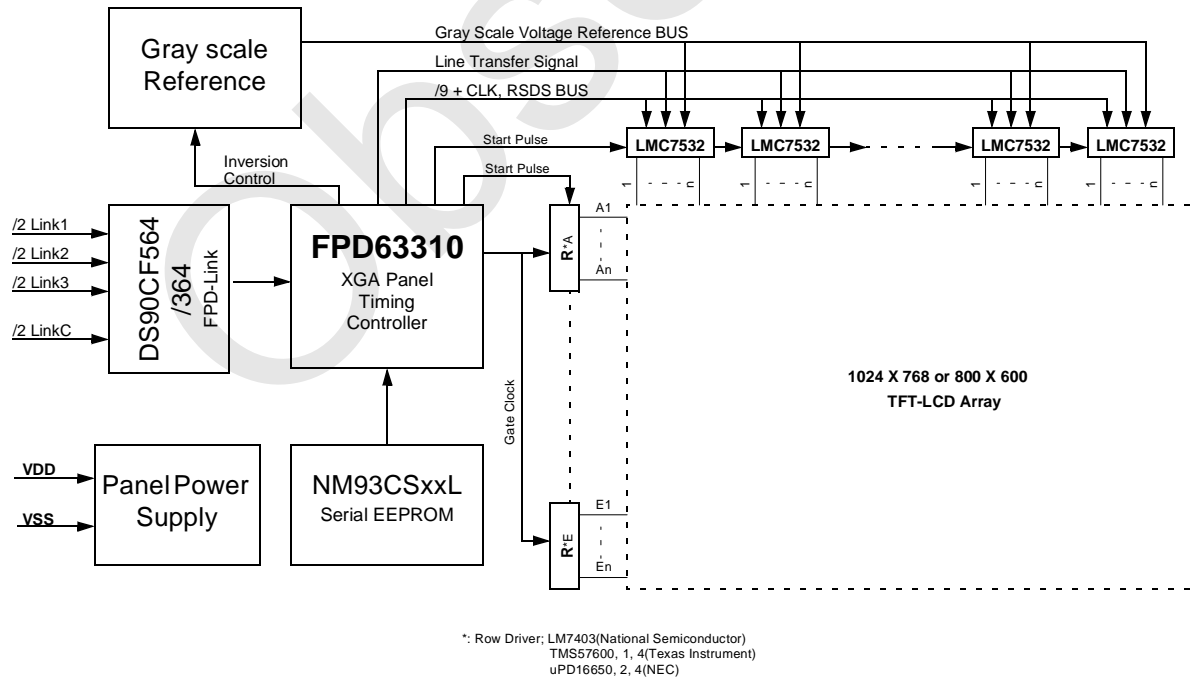 Gray scale
Reference
Gray Scale Voltage Reference BUS
Line Transfer Signal
/9 + CLK, RSDS BUS
Start Pulse
Start Pulse
LMC7532
LMC7532
LMC7532
LMC7532
1 - - - n
1 - - - n
1 - - - n
1 - - - n
Inversion
Control
/2 Link1
/2 Link2
/2 Link3
/2 LinkC
DS90CF564
/364
FPD-Link
FPD63310
XGA Panel
Timing
Controller
R*A
A1
An
Gate Clock
1024 X 768 or 800 X 600
TFT-LCD Array
VDD
VSS
Panel Power
Supply
NM93CSxxL
Serial EEPROM
R*E
E1
En
*: Row Driver; LM7403(National Semiconductor)
TMS57600, 1, 4(Texas Instrument)
uPD16650, 2, 4(NEC)